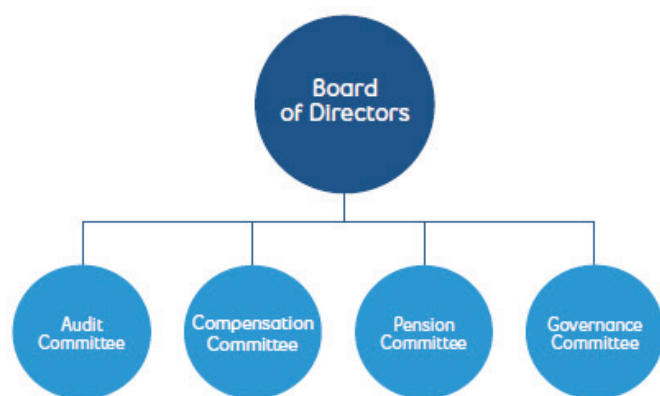 Board
of Directors
Audit
Committee
Compensation
Committee
Pension
Committee
Governance
Committee